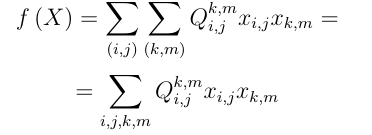 f (X) = ∑_{(i,j)} ∑_{(k,m)} Q_{i,j}^{k,m} x_{i,j} x_{k,m} =
= ∑_{i,j,k,m} Q_{i,j}^{k,m} x_{i,j} x_{k,m}